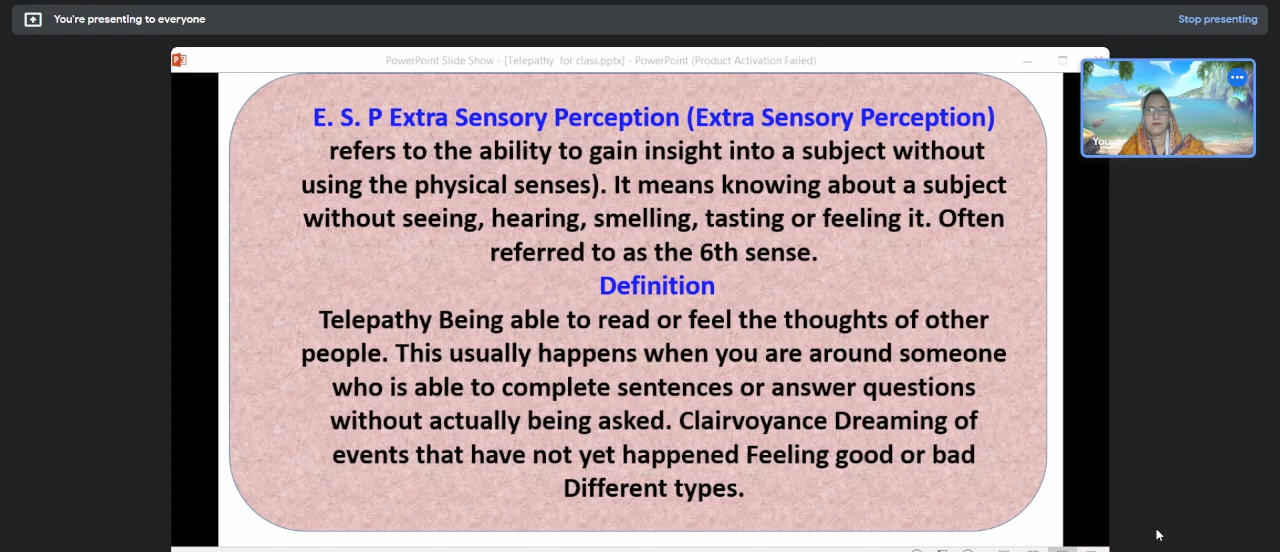 You're presenting to everyone
Stop presenting
PowerPoint Slide Show - [Telepathy for class.pptx] - PowerPoint (Product Activation Failed)
E. S. P Extra Sensory Perception (Extra Sensory Perception)
refers to the ability to gain insight into a subject without
using the physical senses). It means knowing about a subject
without seeing, hearing, smelling, tasting or feeling it. Often
referred to as the 6th sense.
Definition
Telepathy Being able to read or feel the thoughts of other
people. This usually happens when you are around someone
who is able to complete sentences or answer questions
without actually being asked. Clairvoyance Dreaming of
events that have not yet happened Feeling good or bad
Different types.
You